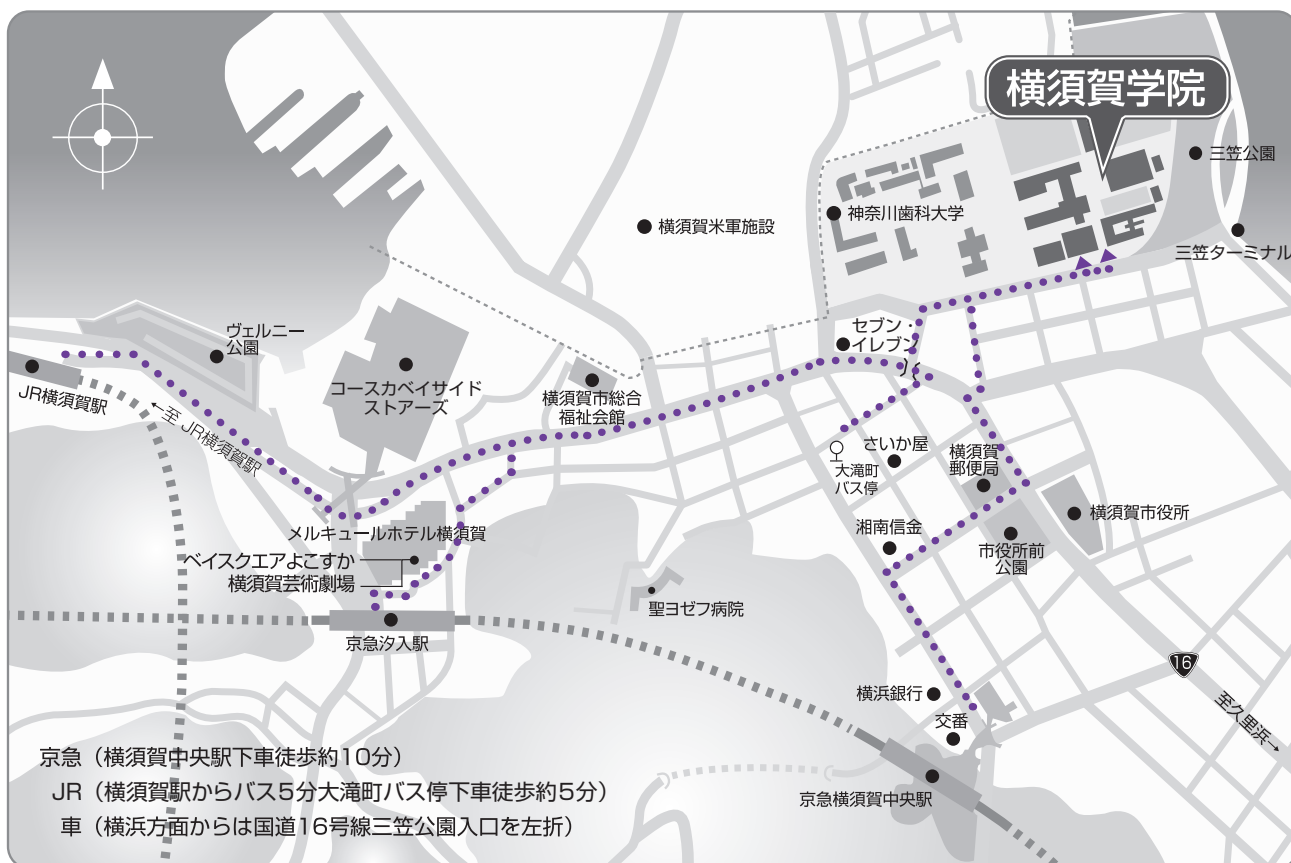 横須賀学院
三笠公園
神奈川歯科大学
横須賀米軍施設
三笠ターミナル
セブン・
イレブン
ヴェルニー
公園
JR横須賀駅
←至 JR横須賀駅
コースカベイサイド
ストアーズ
横須賀市総合
福祉会館
大滝町
バス停
さいか屋
横須賀
郵便局
横須賀市役所
市役所前
公園
湘南信金
メルキュールホテル横須賀
ベイスクエアよこすか
横須賀芸術劇場
聖ヨゼフ病院
京急汐入駅
16
至久里浜→
横浜銀行
交番
京急横須賀中央駅
京急（横須賀中央駅下車徒歩約10分）
JR（横須賀駅からバス5分大滝町バス停下車徒歩約5分）
車（横浜方面からは国道16号線三笠公園入口を左折）